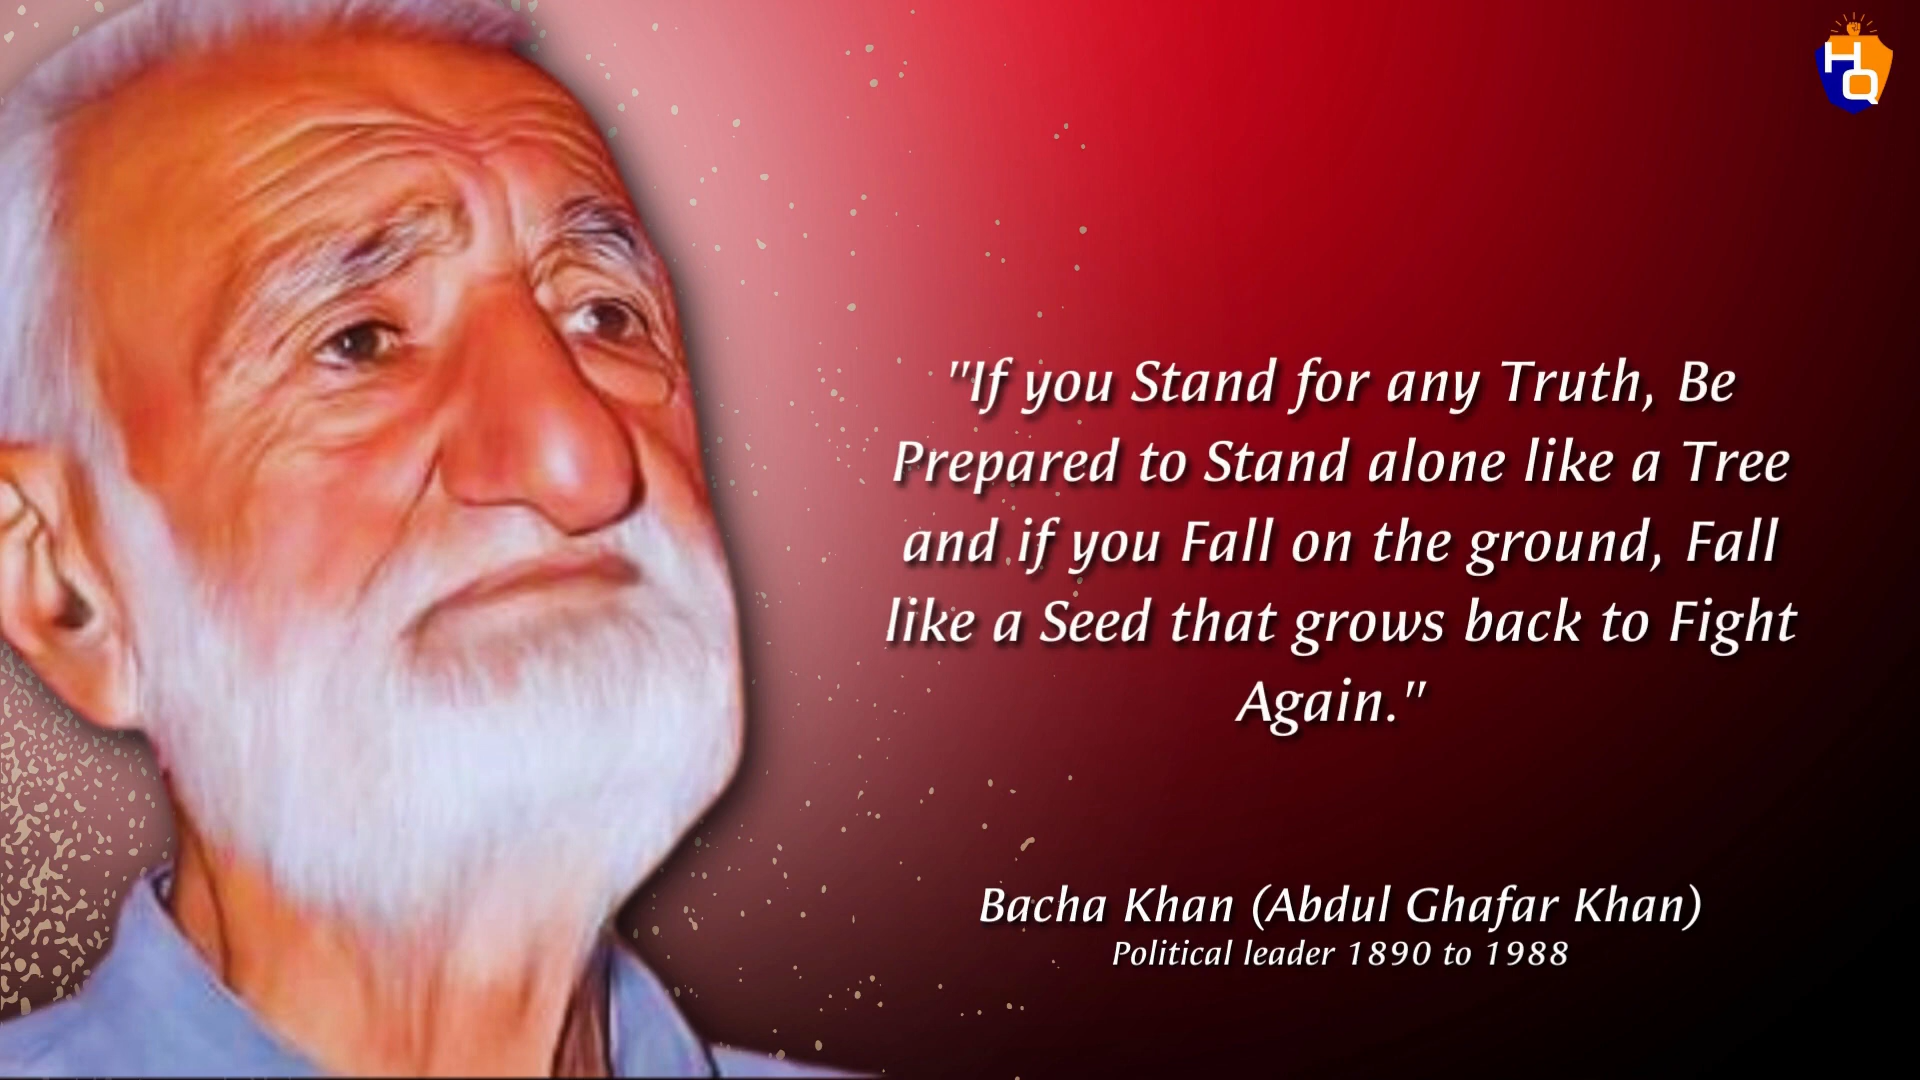 HQ
"If you Stand for any Truth, Be
Prepared to Stand alone like a Tree
and if you Fall on the ground, Fall
like a Seed that grows back to Fight
Again."
Bacha Khan (Abdul Ghafar Khan)
Political leader 1890 to 1988